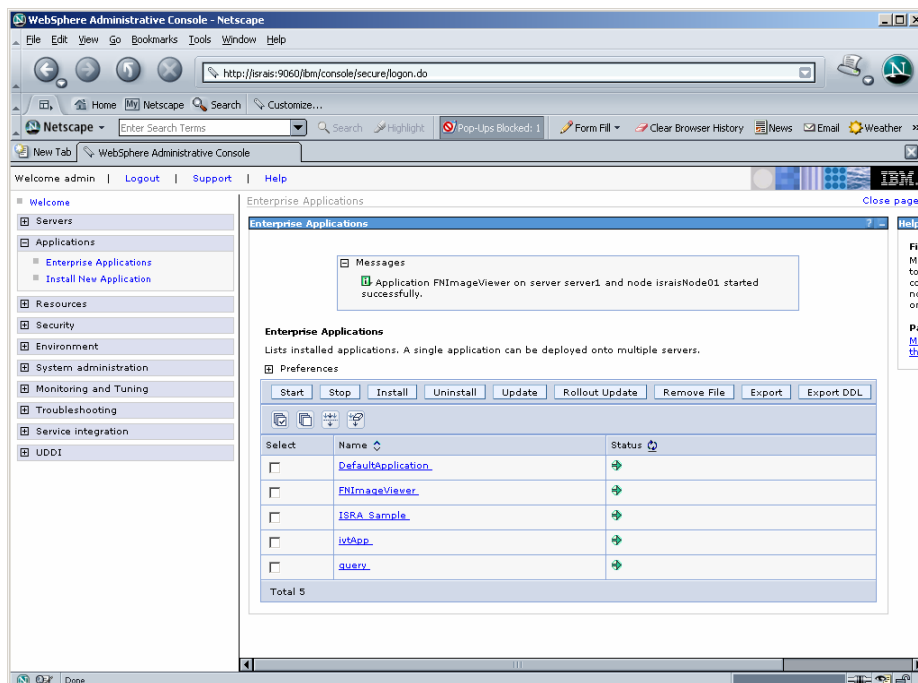 WebSphere Administrative Console - Netscape
File Edit View Go Bookmarks Tools Window Help
http://israis:9060/ibm/console/secure/logon.do
N
Home My Netscape Search Customize...
Netscape Enter Search Terms Search Highlight Pop-Ups Blocked: 1 Form Fill Clear Browser History News Email Weather
New Tab WebSphere Administrative Console
Welcome admin | Logout | Support | Help IBM.
Welcome
Servers
Applications
Enterprise Applications
Install New Application
Resources
Security
Environment
System administration
Monitoring and Tuning
Troubleshooting
Service integration
UDDI
Enterprise Applications Close page
Enterprise Applications ? Help
Messages
Application FNImageViewer on server server1 and node israisNode01 started
successfully.
Enterprise Applications
Lists installed applications. A single application can be deployed onto multiple servers.
Preferences
Start Stop Install Uninstall Update Rollout Update Remove File Export Export DDL
Select Name Status
DefaultApplication
FNImageViewer
ISRA Sample
ivtApp
query
Total 5
Done